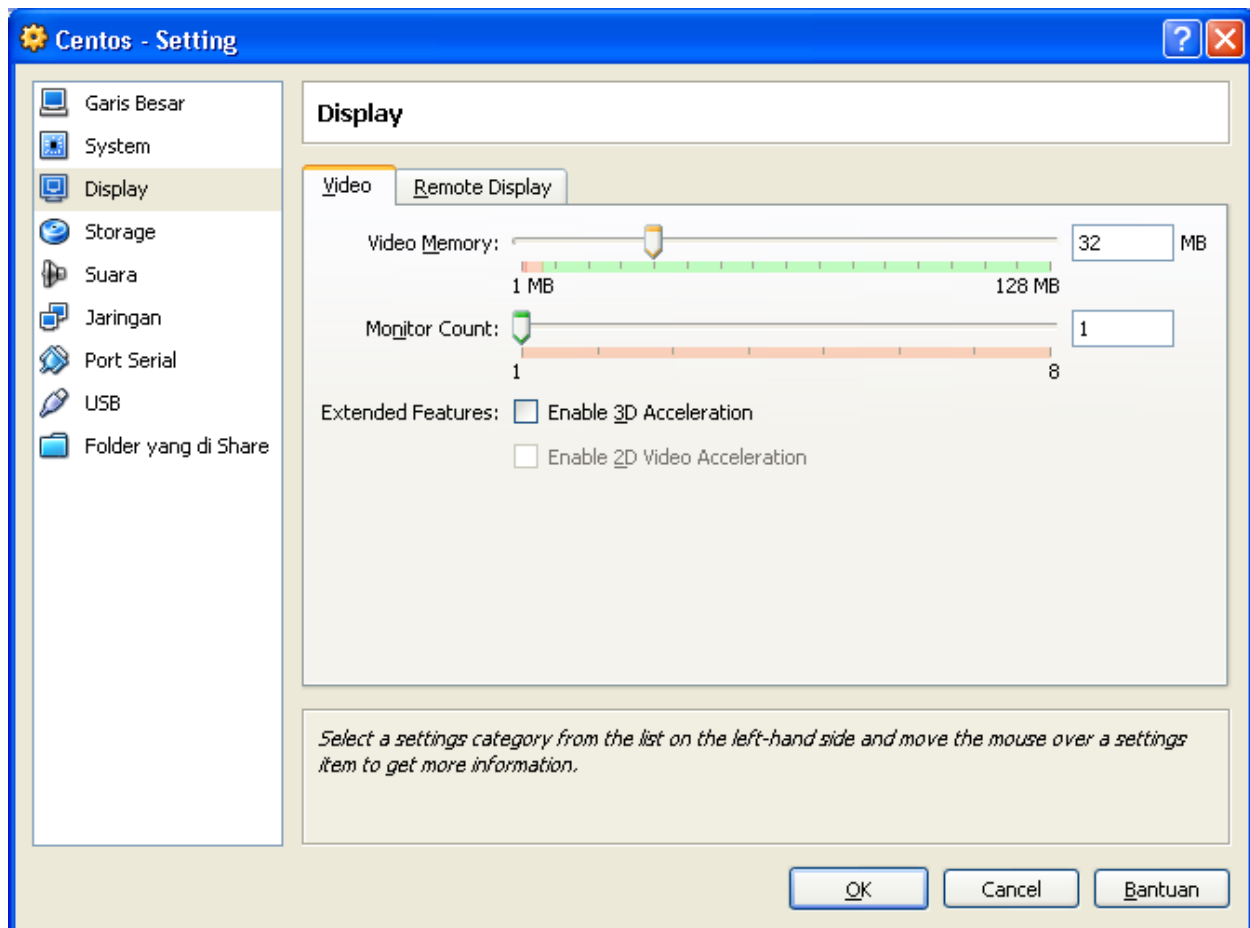 Centos - Setting
Garis Besar
System
Display
Storage
Suara
Jaringan
Port Serial
USB
Folder yang di Share
Display
Video
Remote Display
Video Memory: 32 MB
1 MB 128 MB
Monitor Count: 1
1 8
Extended Features: Enable 3D Acceleration
Enable 2D Video Acceleration
Select a settings category from the list on the left-hand side and move the mouse over a settings
item to get more information.
OK Cancel Bantuan